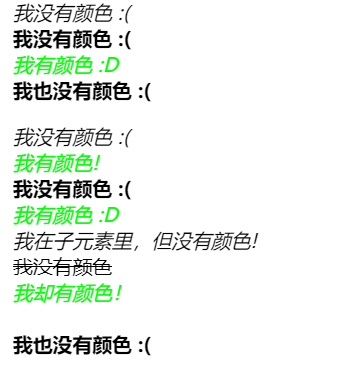 我没有颜色 :(
我没有颜色 :(
我有颜色 :D
我也没有颜色 :(
我没有颜色 :(
我有颜色!
我没有颜色 :(
我有颜色 :D
我在子元素里，但没有颜色!
我没有颜色
我却有颜色!
我也没有颜色 :(